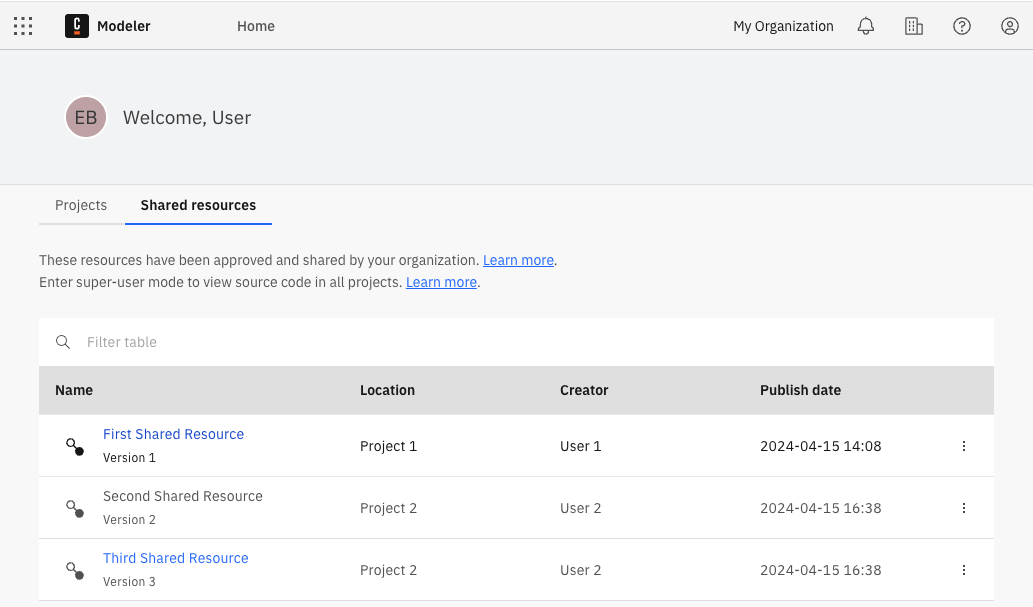 C Modeler Home My Organization
EB Welcome, User
Projects Shared resources
These resources have been approved and shared by your organization. Learn more.
Enter super-user mode to view source code in all projects. Learn more.
Filter table
Name Location Creator Publish date
First Shared Resource
Version 1 Project 1 User 1 2024-04-15 14:08
Second Shared Resource
Version 2 Project 2 User 2 2024-04-15 16:38
Third Shared Resource
Version 3 Project 2 User 2 2024-04-15 16:38